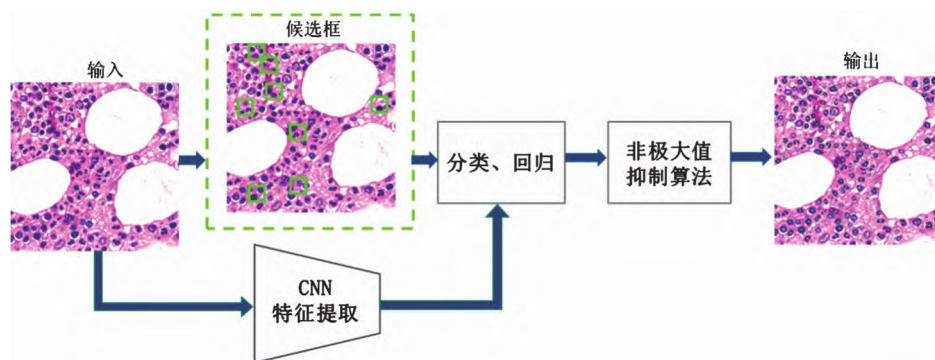 输入
候选框
分类、回归
非极大值
抑制算法
输出
CNN
特征提取